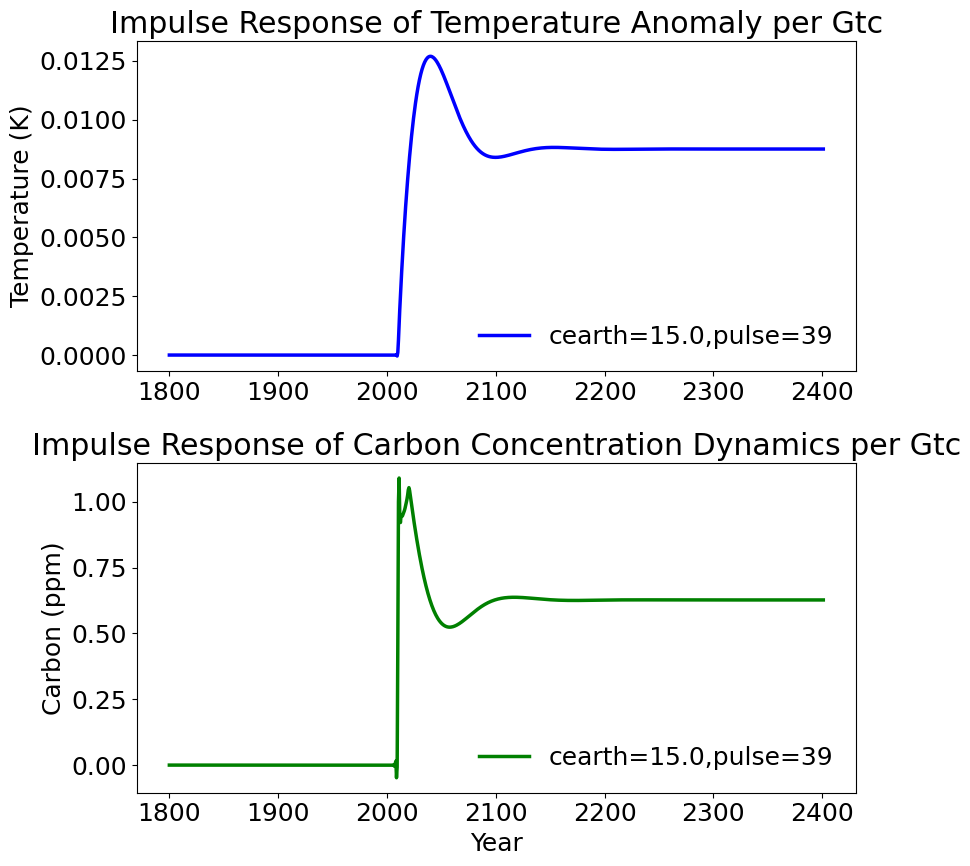 Impulse Response of Temperature Anomaly per Gtc
Temperature (K)
0.0125
0.0100
0.0075
0.0050
0.0025
0.0000
cearth=15.0,pulse=39
1800 1900 2000 2100 2200 2300 2400
Impulse Response of Carbon Concentration Dynamics per Gtc
Carbon (ppm)
1.00
0.75
0.50
0.25
0.00
cearth=15.0,pulse=39
1800 1900 2000 2100 2200 2300 2400
Year